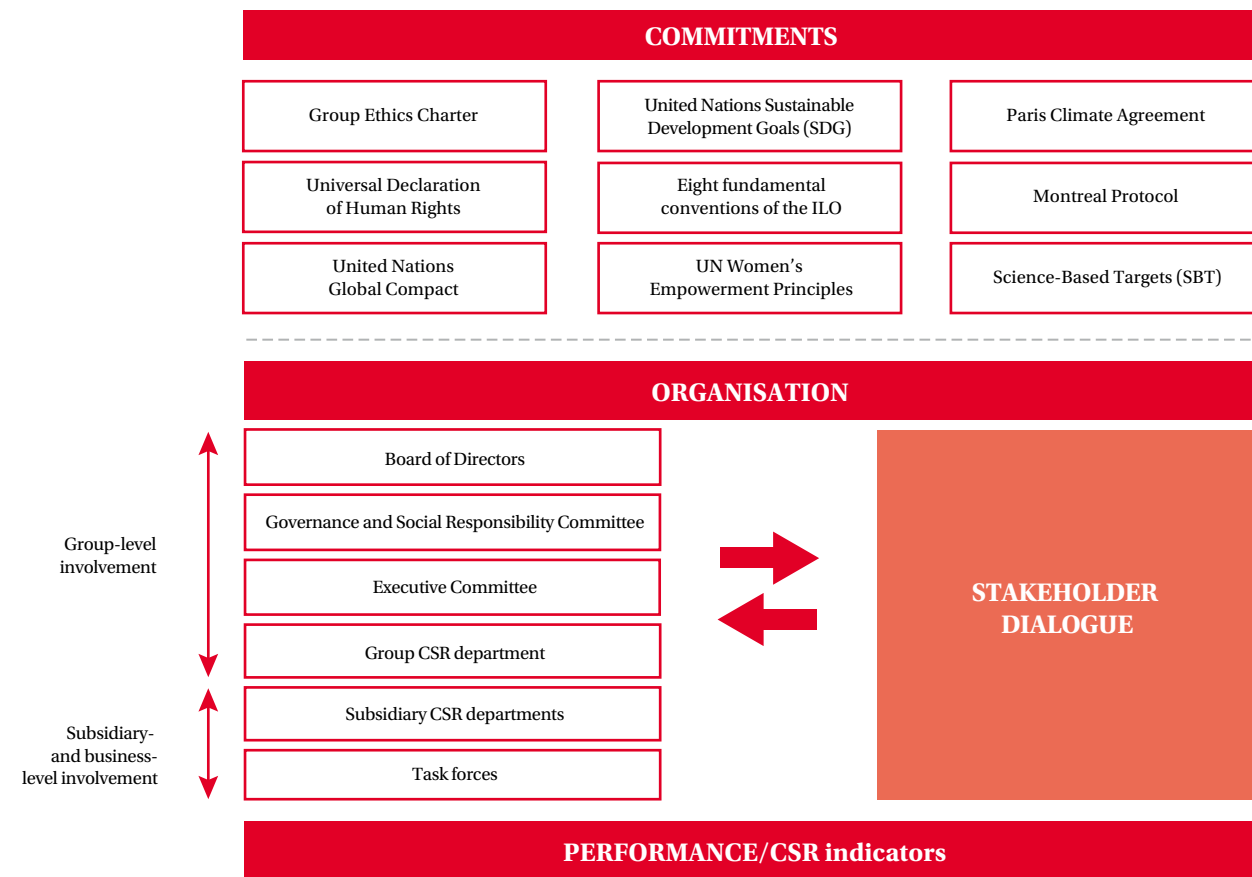 COMMITMENTS
Group Ethics Charter
United Nations Sustainable
Development Goals (SDG)
Paris Climate Agreement
Universal Declaration
of Human Rights
Eight fundamental
conventions of the ILO
Montreal Protocol
United Nations
Global Compact
UN Women’s
Empowerment Principles
Science-Based Targets (SBT)
ORGANISATION
Group-level
involvement
Board of Directors
Governance and Social Responsibility Committee
Executive Committee
Group CSR department
Subsidiary-
and business-
level involvement
Subsidiary CSR departments
Task forces
STAKEHOLDER
DIALOGUE
PERFORMANCE/CSR indicators